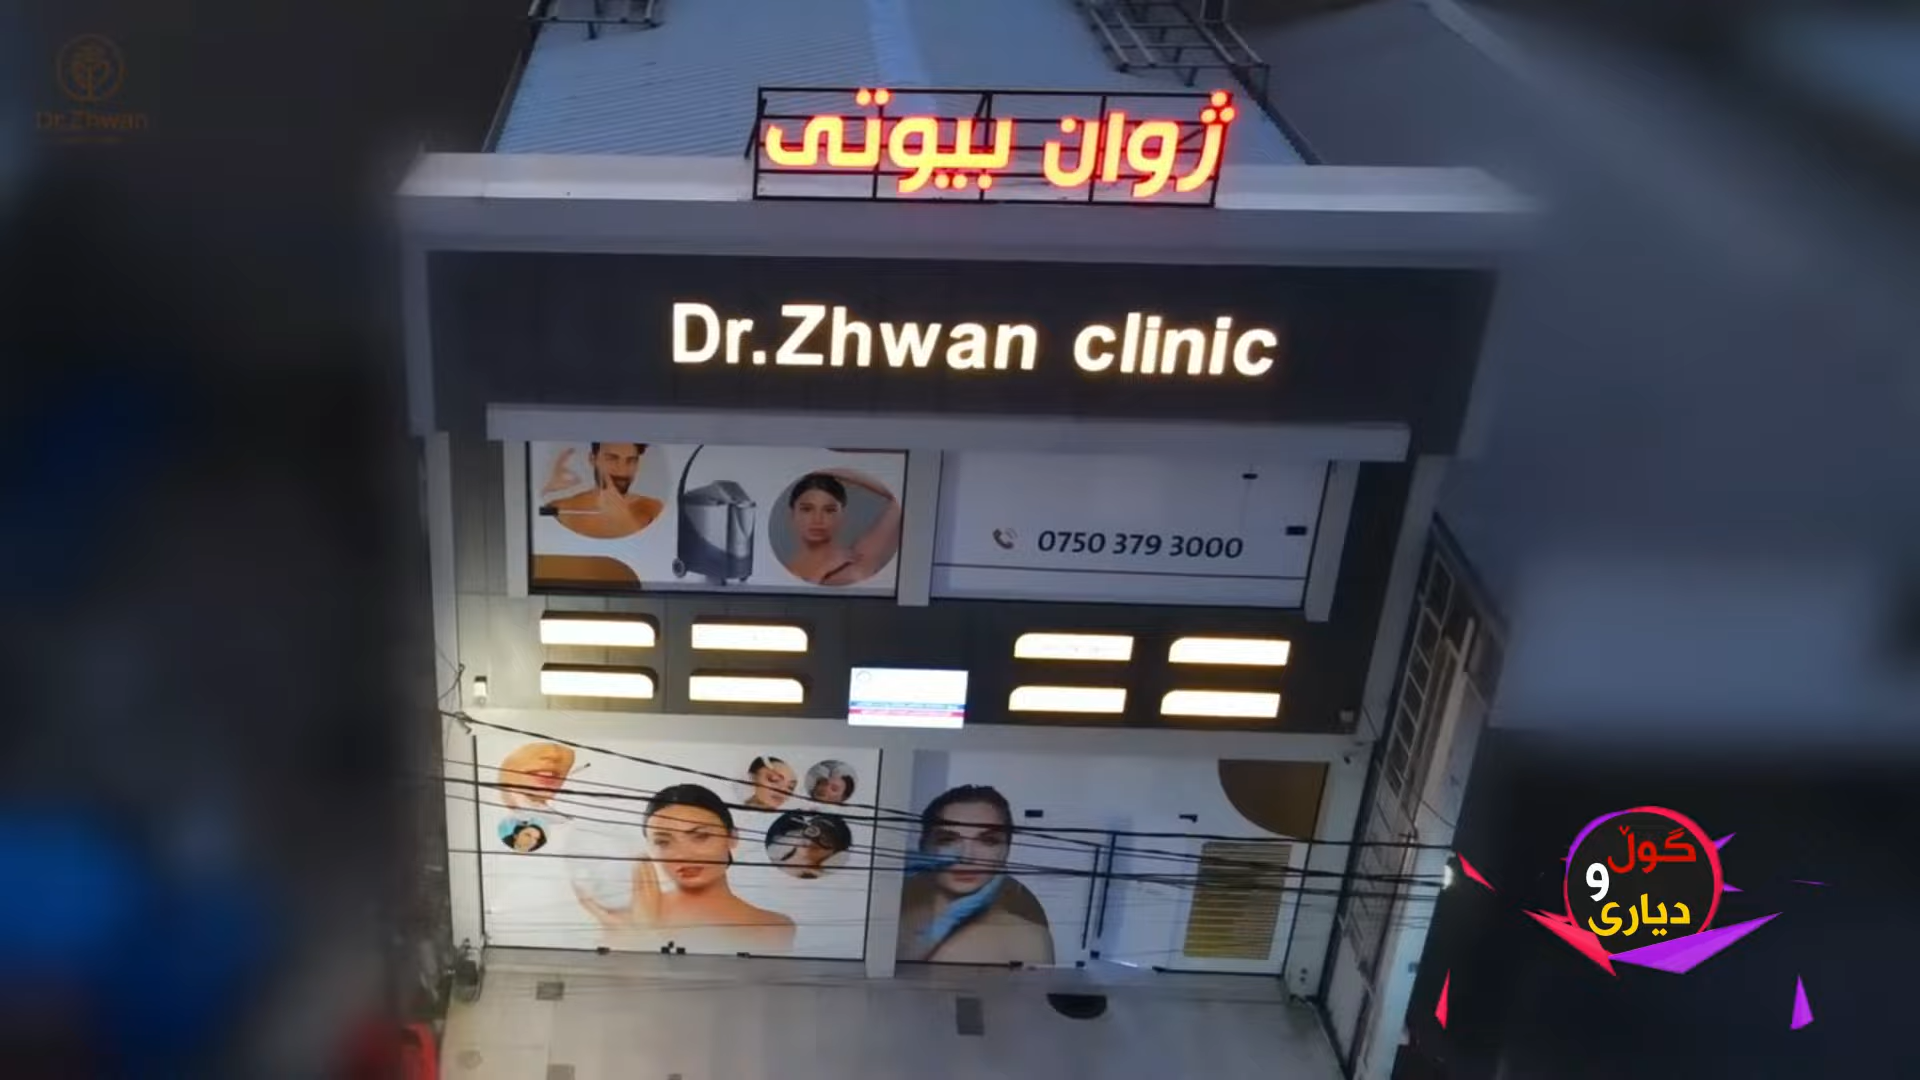 Dr.Zhwan
ژوان بیوتی
Dr.Zhwan clinic
0750 379 3000
گوڵ
و
دیاری